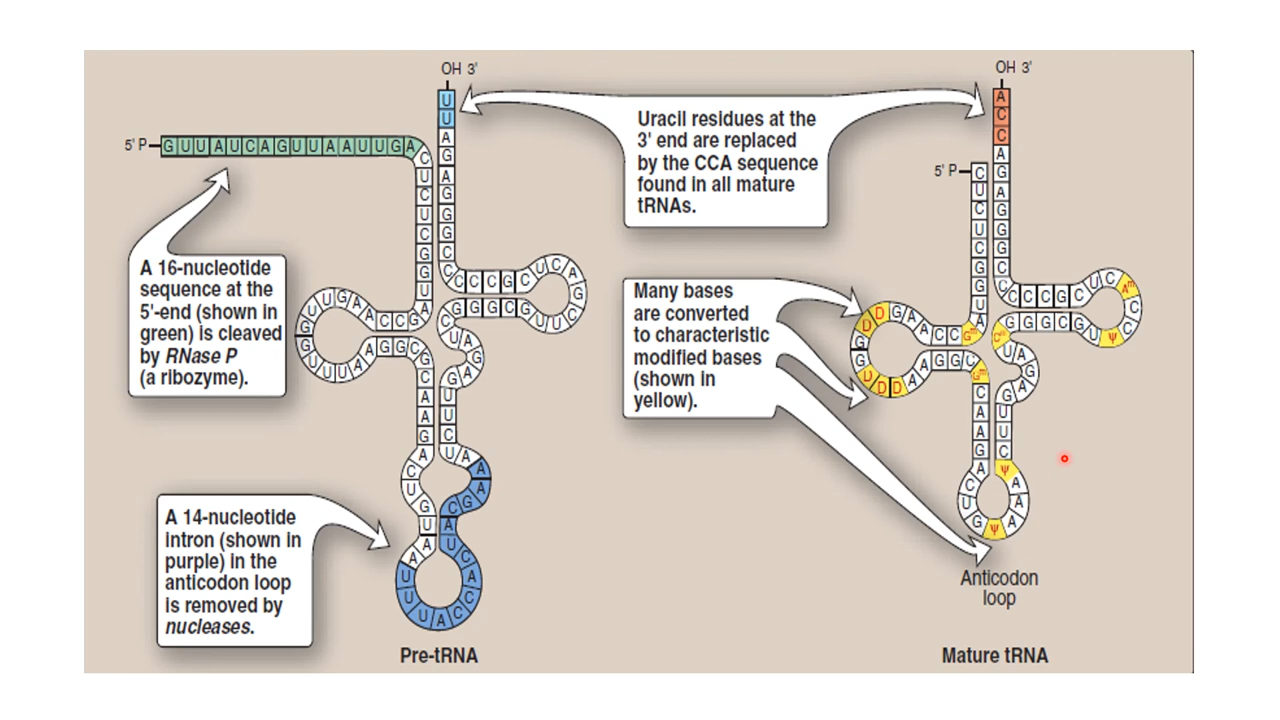 OH 3'
OH 3'
5' P
GUUAUCAGUUAAUUGA
5' P
Uracil residues at the
3' end are replaced
by the CCA sequence
found in all mature
tRNAs.
A 16-nucleotide
sequence at the
5'-end (shown in
green) is cleaved
by RNase P
(a ribozyme).
Many bases
are converted
to characteristic
modified bases
(shown in
yellow).
A 14-nucleotide
intron (shown in
purple) in the
anticodon loop
is removed by
nucleases.
Anticodon
loop
Pre-tRNA
Mature tRNA